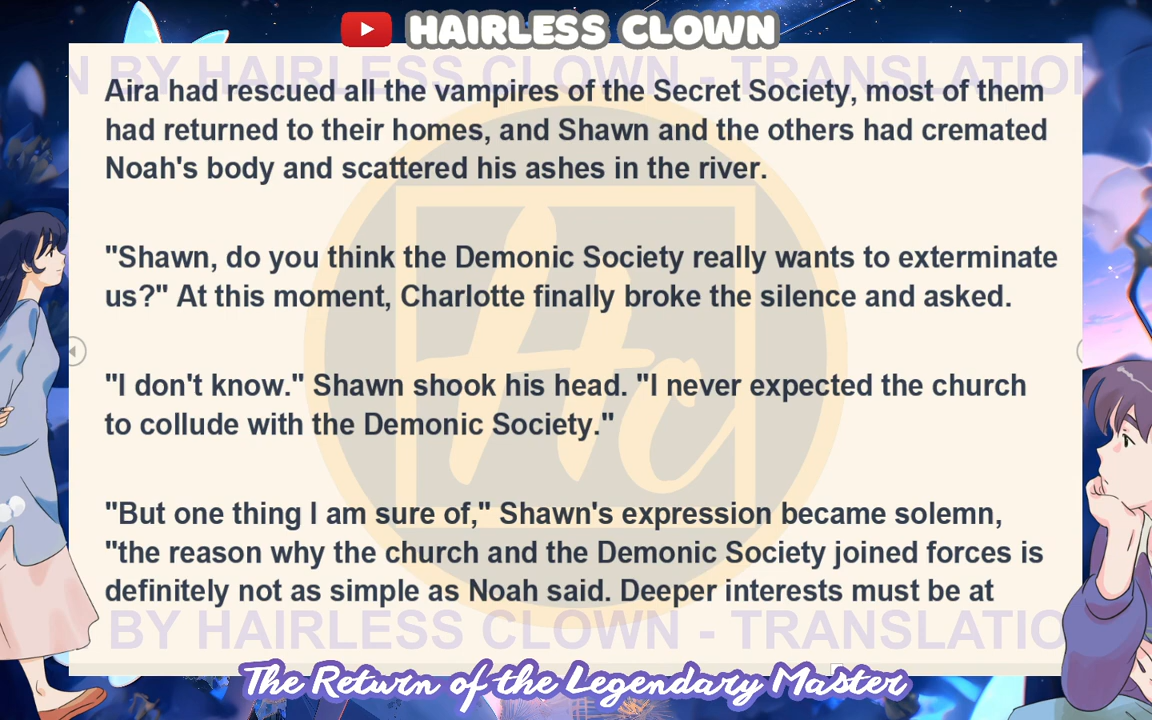 HAIRLESS CLOWN
N BY HAIRLESS CLOWN - TRANSLATION
Aira had rescued all the vampires of the Secret Society, most of them
had returned to their homes, and Shawn and the others had cremated
Noah's body and scattered his ashes in the river.
"Shawn, do you think the Demonic Society really wants to exterminate
us?" At this moment, Charlotte finally broke the silence and asked.
"I don't know." Shawn shook his head. "I never expected the church
to collude with the Demonic Society."
Hc
"But one thing I am sure of," Shawn's expression became solemn,
"the reason why the church and the Demonic Society joined forces is
definitely not as simple as Noah said. Deeper interests must be at
BY HAIRLESS CLOWN - TRANSLATIO
The Return of the Legendary Master